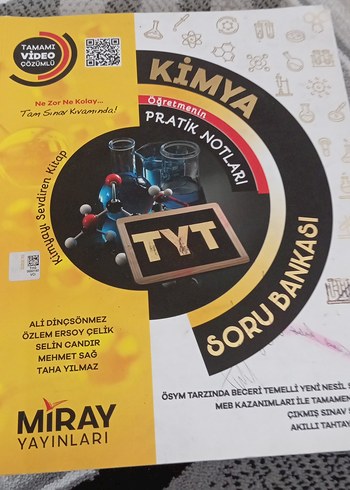 TAMAMI
VİDEO
ÇÖZÜMLÜ
Ne Zor Ne Kolay...
Tam Sınav Kıvamında!
KİMYA
Öğretmenin
PRATİK NOTLARI
Kimyayı Sevdiren Kitap
TYT
SORU BANKASI
ALİ DİNÇSÖNMEZ
ÖZLEM ERSOY ÇELİK
SELİN CANDIR
MEHMET SAĞ
TAHA YILMAZ
MİRAY
YAYINLARI
ÖSYM TARZINDA BECERİ TEMELLİ YENİ NESİL
MEB KAZANIMLARI İLE TAMAMEN
ÇIKMIŞ SINAV
AKILLI TAHTAY